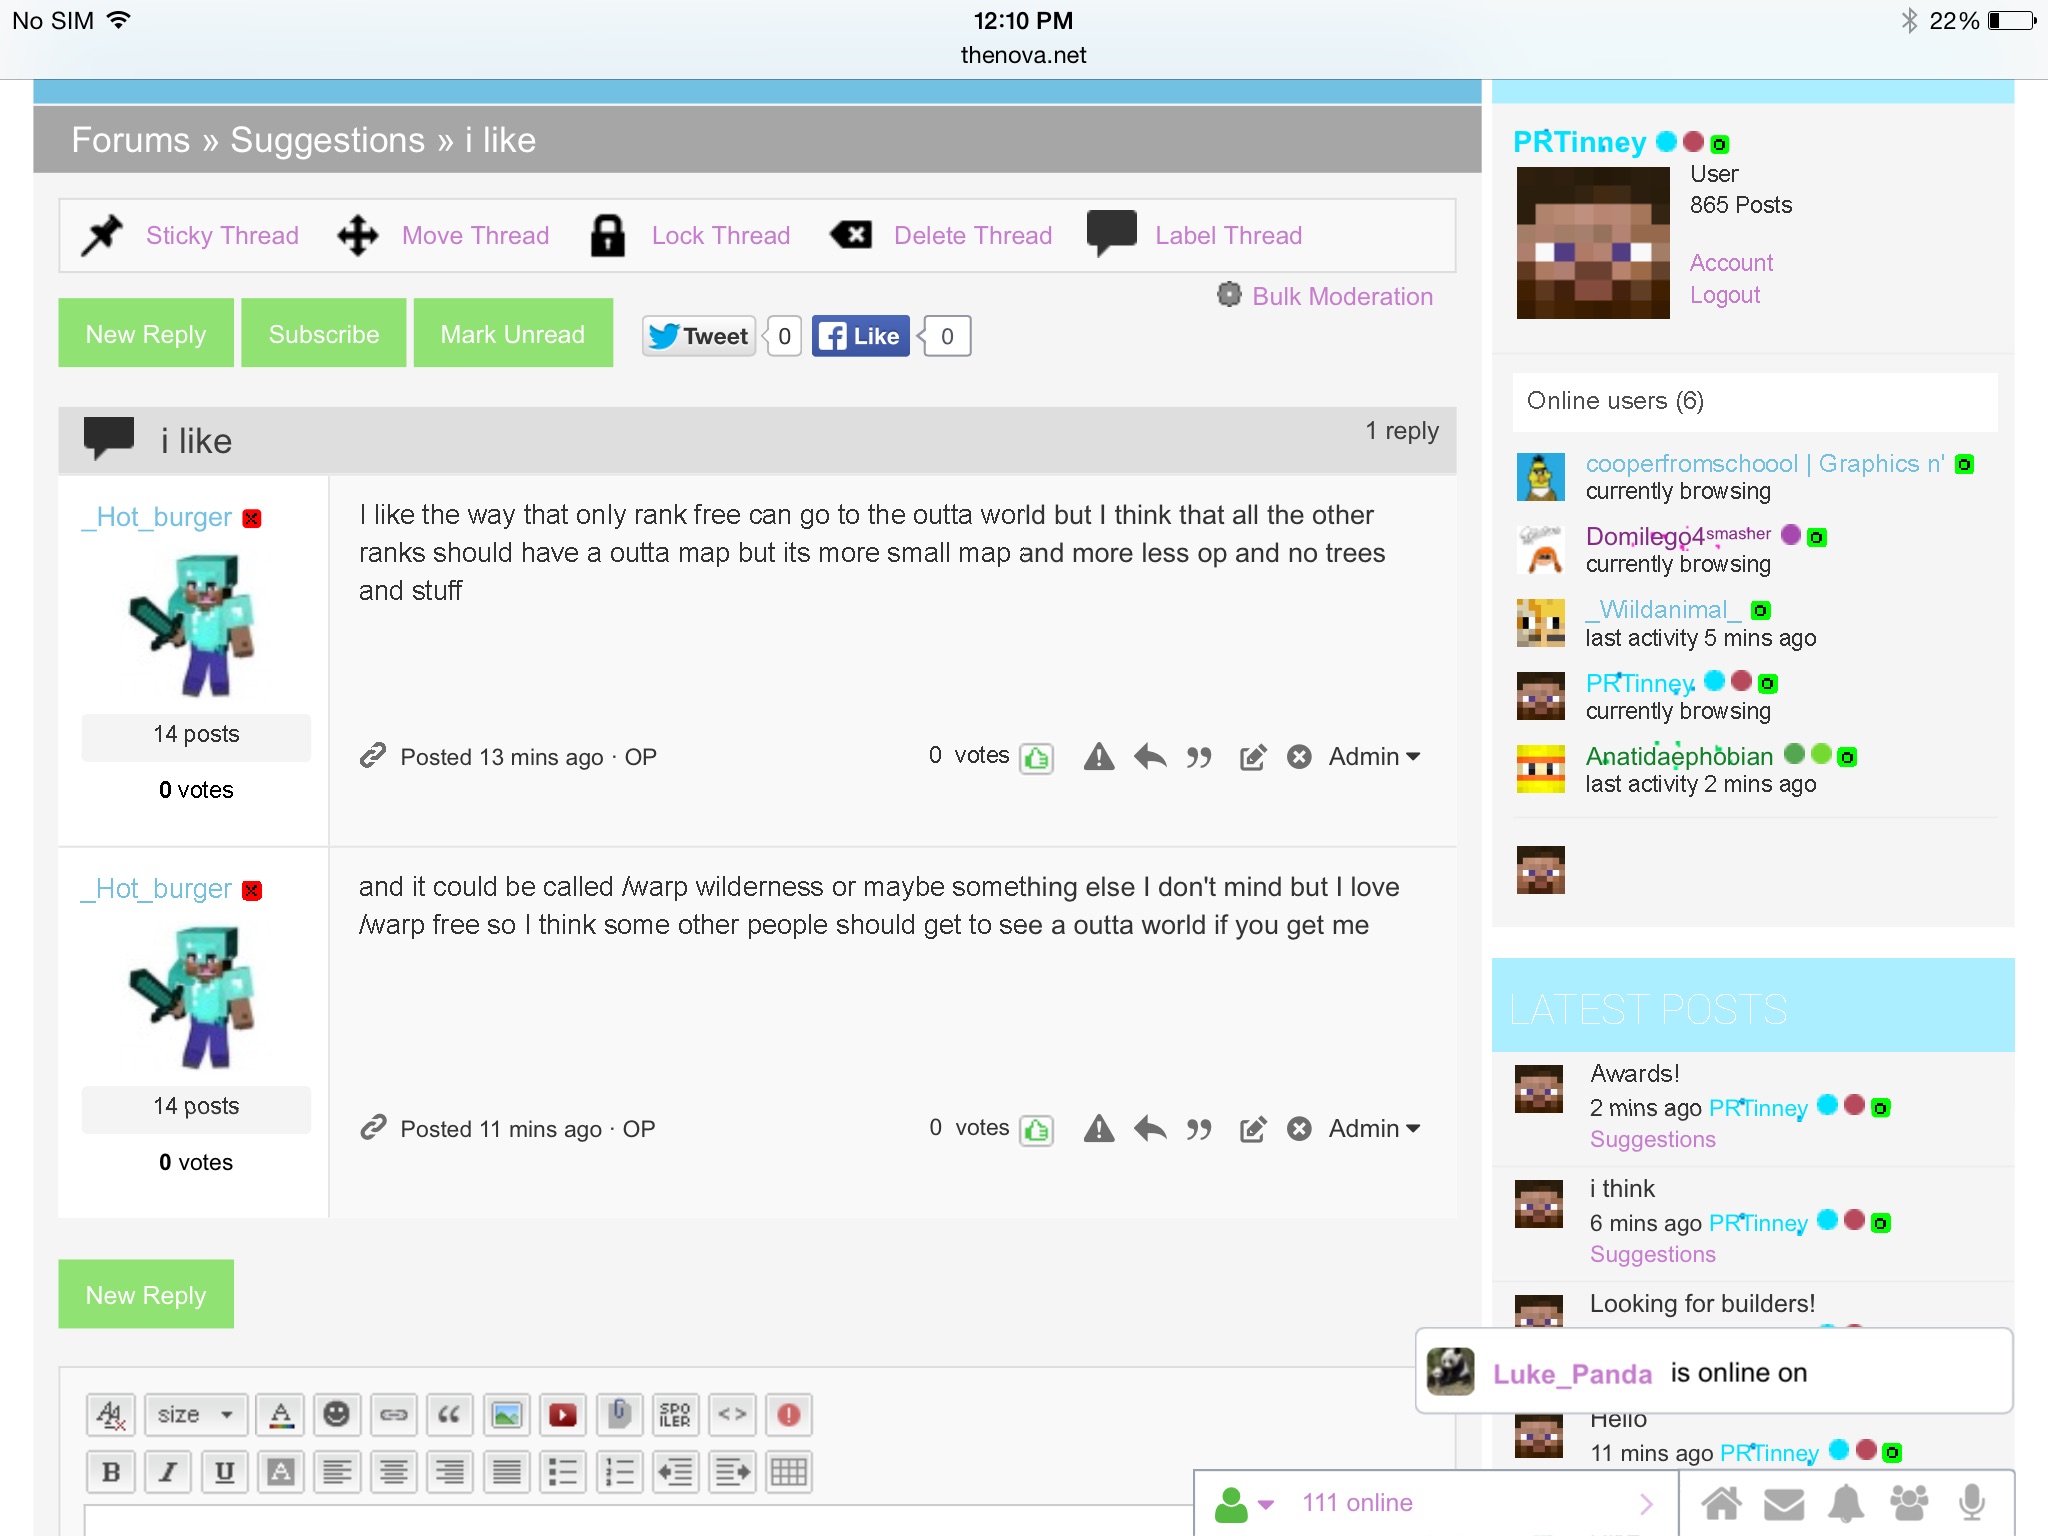 No SIM 12:10 PM 22%
thenova.net
Forums » Suggestions » i like
Sticky Thread Move Thread Lock Thread Delete Thread Label Thread
Bulk Moderation
New Reply Subscribe Mark Unread Tweet 0 Like 0
i like 1 reply
_Hot_burger
I like the way that only rank free can go to the outta world but I think that all the other
ranks should have a outta map but its more small map and more less op and no trees
and stuff
14 posts
0 votes
Posted 13 mins ago · OP 0 votes Admin
_Hot_burger
and it could be called /warp wilderness or maybe something else I don't mind but I love
/warp free so I think some other people should get to see a outta world if you get me
14 posts
0 votes
Posted 11 mins ago · OP 0 votes Admin
New Reply
size SPOILER <>
B I U A
PRTinney
User
865 Posts
Account
Logout
Online users (6)
cooperfromschoool | Graphics n'
currently browsing
Domilego4smasher
currently browsing
_Wiildanimal_
last activity 5 mins ago
PRTinney
currently browsing
Anatidaephobian
last activity 2 mins ago
LATEST POSTS
Awards!
2 mins ago PRTinney
Suggestions
i think
6 mins ago PRTinney
Suggestions
Looking for builders!
Luke_Panda is online on
Hello
11 mins ago PRTinney
111 online